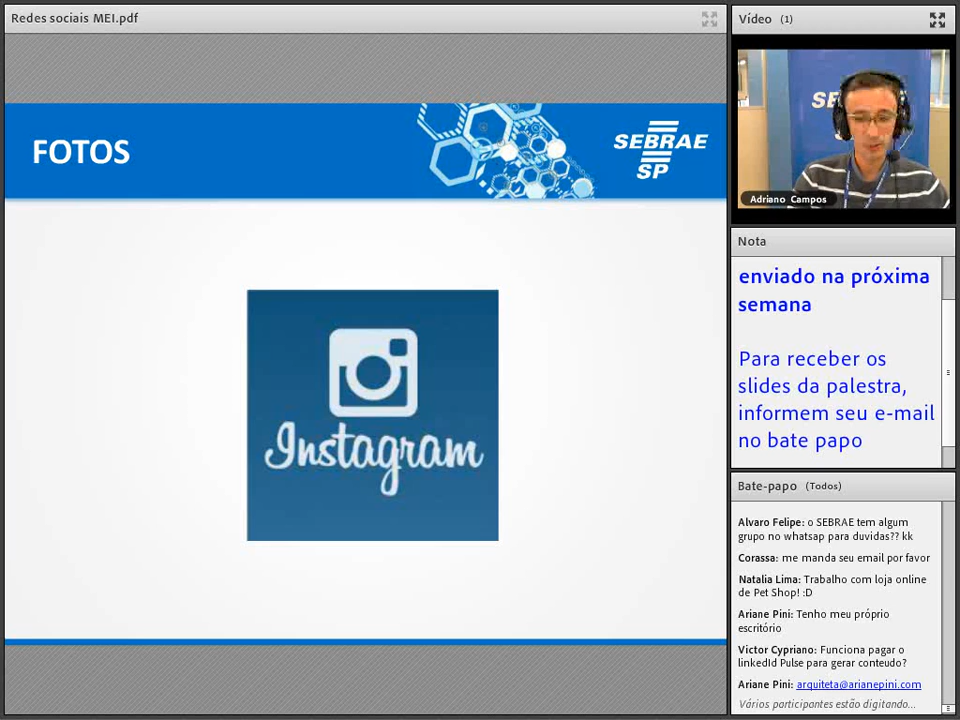 Redes sociais MEI.pdf
FOTOS
SEBRAE
SP
Instagram
Vídeo (1)
SE
Adriano Campos
Nota
enviado na próxima
semana
Para receber os
slides da palestra,
informem seu e-mail
no bate papo
Bate-papo (Todos)
Alvaro Felipe: o SEBRAE tem algum
grupo no whatsap para duvidas?? kk
Corassa: me manda seu email por favor
Natalia Lima: Trabalho com loja online
de Pet Shop! :D
Ariane Pini: Tenho meu próprio
escritório
Victor Cypriano: Funciona pagar o
linkedId Pulse para gerar conteudo?
Ariane Pini: arquiteta@arianepini.com
Vários participantes estão digitando...